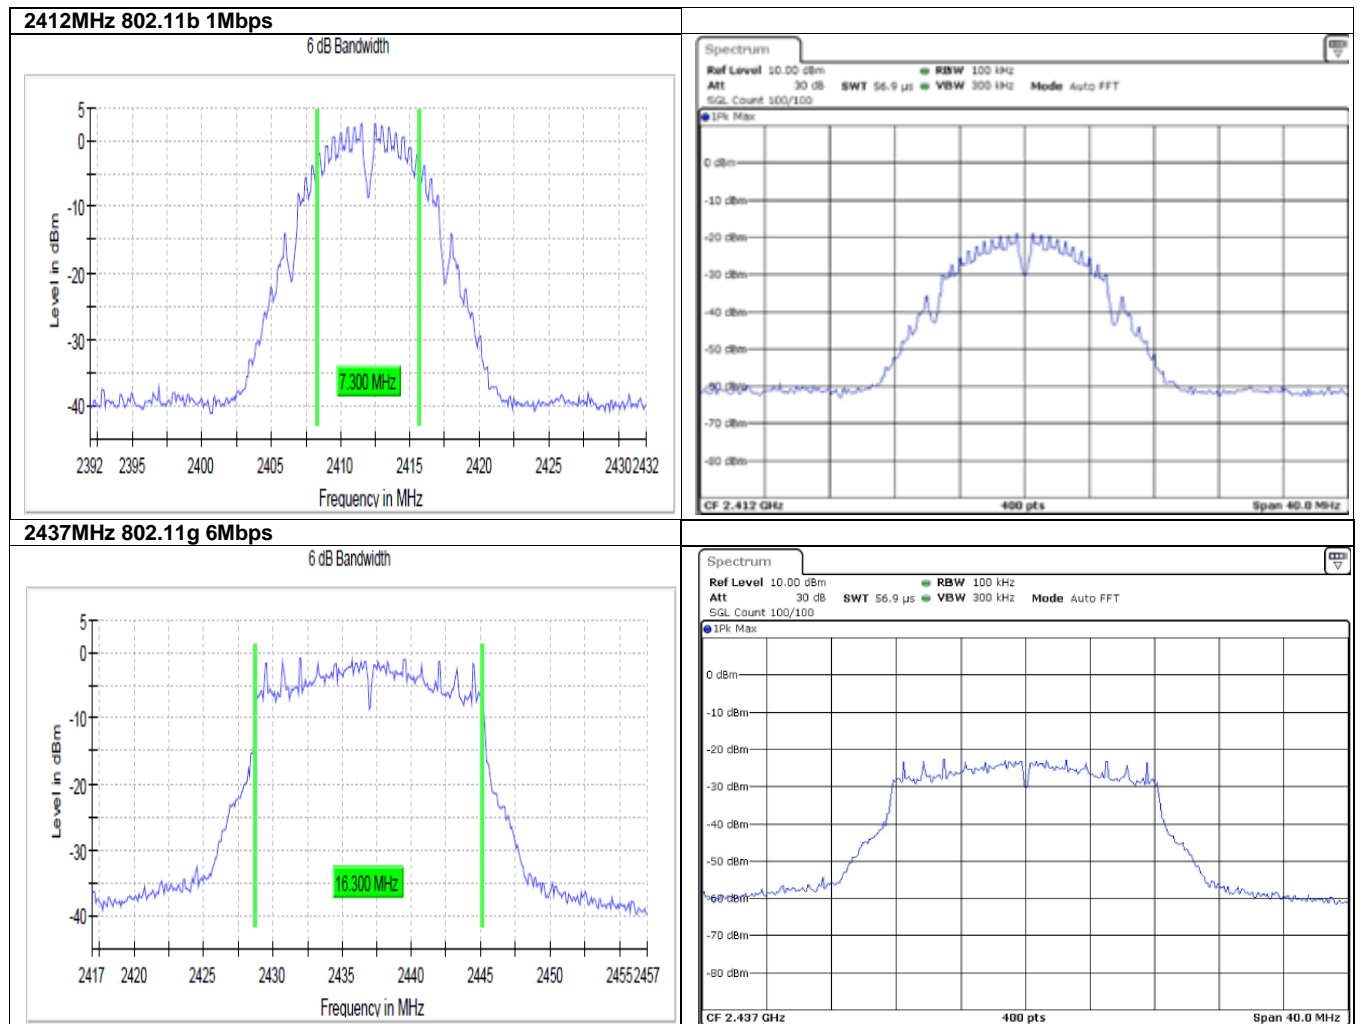 2412MHz 802.11b 1Mbps
6 dB Bandwidth
5
0
-10
-20
-30
-40
Level in dBm
7.300 MHz
2392 2395 2400 2405 2410 2415 2420 2425 2430 2432
Frequency in MHz
Spectrum
Ref Level 10.00 dBm RBW 100 kHz
Att 30 dB SWT 56.9 µs VBW 300 kHz Mode Auto FFT
SGL Count 100/100
1Pk Max
0 dBm
-10 dBm
-20 dBm
-30 dBm
-40 dBm
-50 dBm
-60 dBm
-70 dBm
-80 dBm
CF 2.412 GHz 400 pts Span 40.0 MHz
2437MHz 802.11g 6Mbps
6 dB Bandwidth
5
0
-10
-20
-30
-40
Level in dBm
16.300 MHz
2417 2420 2425 2430 2435 2440 2445 2450 2455 2457
Frequency in MHz
Spectrum
Ref Level 10.00 dBm RBW 100 kHz
Att 30 dB SWT 56.9 µs VBW 300 kHz Mode Auto FFT
SGL Count 100/100
1Pk Max
0 dBm
-10 dBm
-20 dBm
-30 dBm
-40 dBm
-50 dBm
-60 dBm
-70 dBm
-80 dBm
CF 2.437 GHz 400 pts Span 40.0 MHz